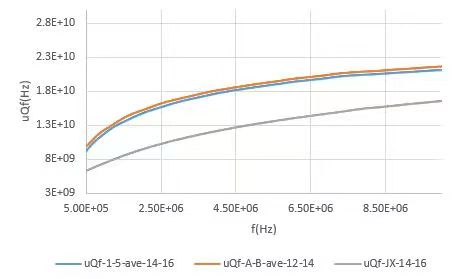 2.8E+10
2.3E+10
1.8E+10
1.3E+10
8E+09
3E+09
uQf(Hz)
5.00E+05 2.50E+06 4.50E+06 6.50E+06 8.50E+06
f(Hz)
uQf-1-5-ave-14-16 uQf-A-B-ave-12-14 uQf-JX-14-16